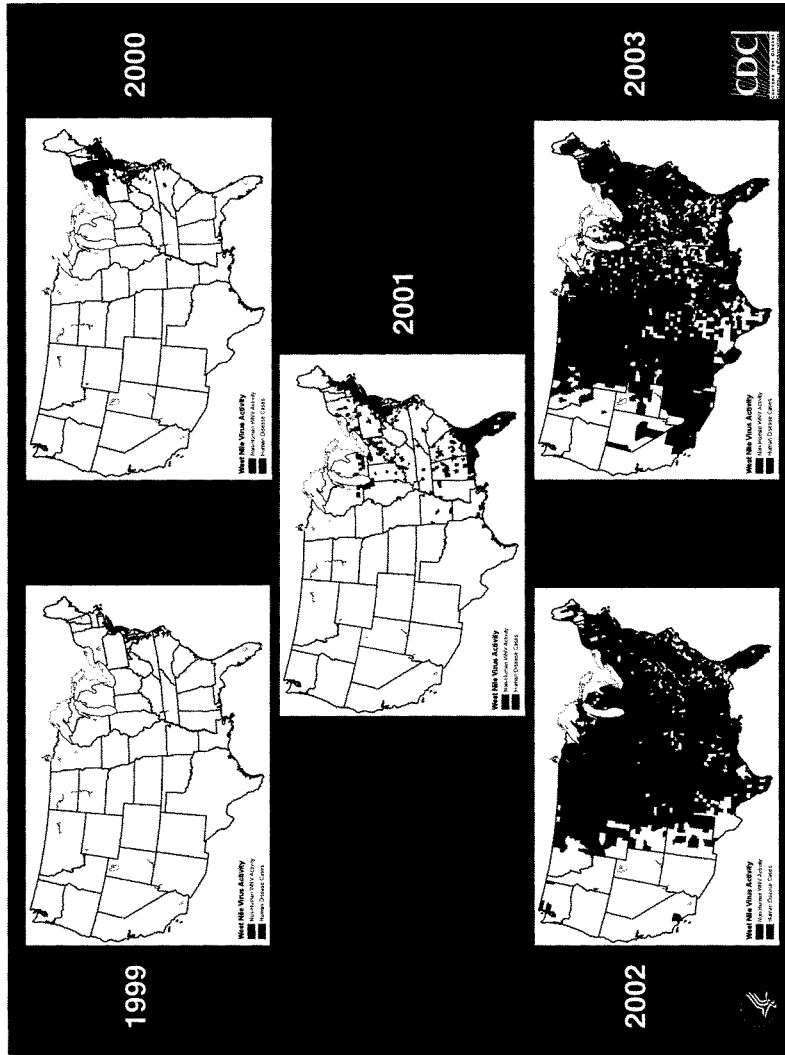 1999
2000
West Nile Virus Activity
Non-Human WNV Activity
Human Disease Cases
West Nile Virus Activity
Non-Human WNV Activity
Human Disease Cases
2001
West Nile Virus Activity
Non-Human WNV Activity
Human Disease Cases
2002
2003
West Nile Virus Activity
Non-Human WNV Activity
Human Disease Cases
West Nile Virus Activity
Non-Human WNV Activity
Human Disease Cases
CDC